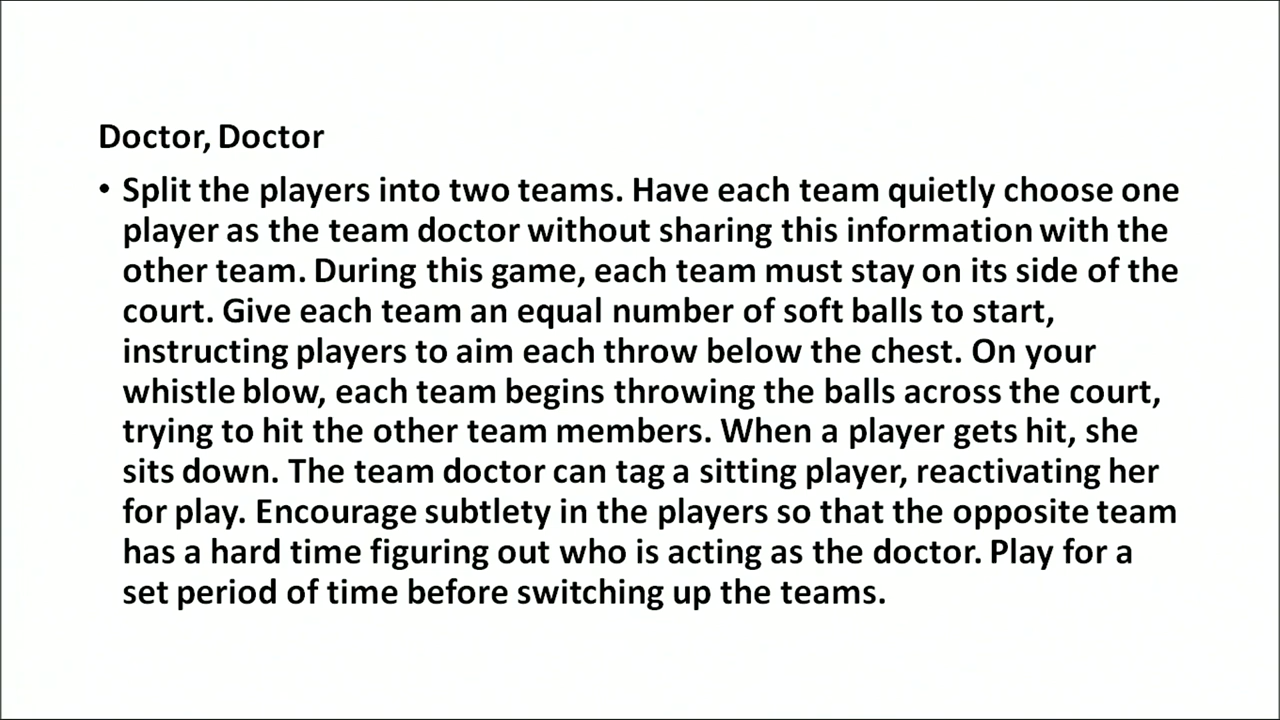 Doctor, Doctor
• Split the players into two teams. Have each team quietly choose one
player as the team doctor without sharing this information with the
other team. During this game, each team must stay on its side of the
court. Give each team an equal number of soft balls to start,
instructing players to aim each throw below the chest. On your
whistle blow, each team begins throwing the balls across the court,
trying to hit the other team members. When a player gets hit, she
sits down. The team doctor can tag a sitting player, reactivating her
for play. Encourage subtlety in the players so that the opposite team
has a hard time figuring out who is acting as the doctor. Play for a
set period of time before switching up the teams.